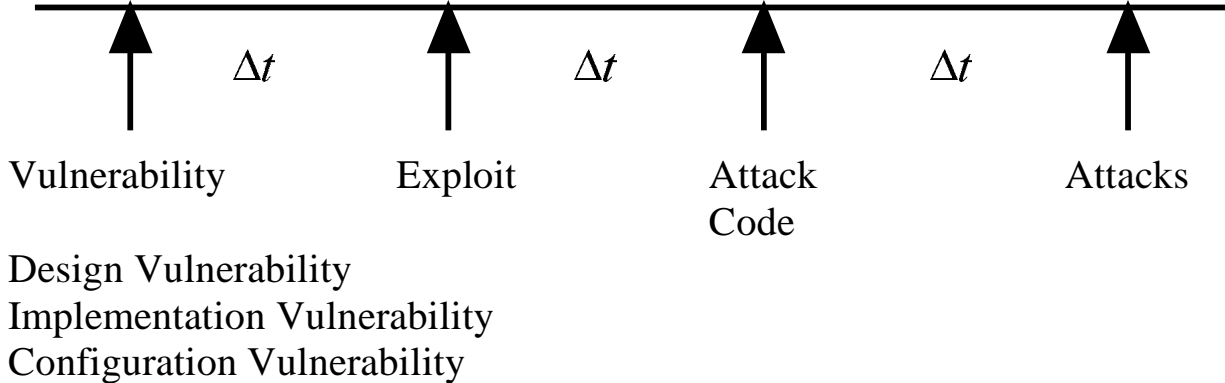 Δt Δt Δt
Vulnerability Exploit Attack Attacks
Code
Design Vulnerability
Implementation Vulnerability
Configuration Vulnerability